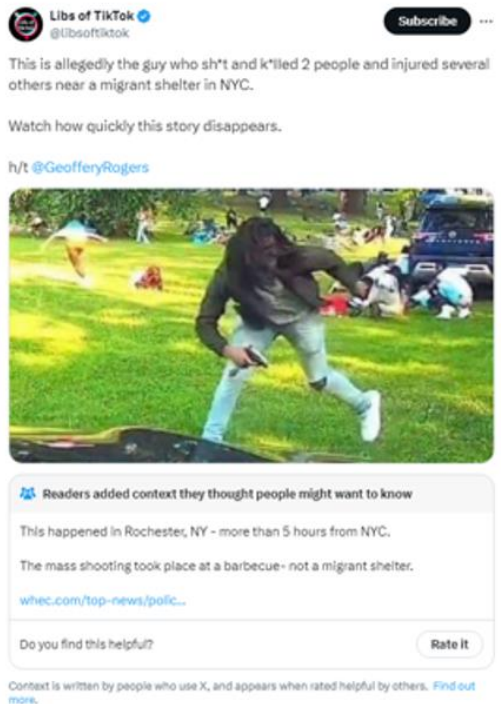 Libs of TikTok
@libsoftiktok
Subscribe
This is allegedly the guy who sh*t and k*lled 2 people and injured several
others near a migrant shelter in NYC.
Watch how quickly this story disappears.
h/t @GeofferyRogers
Readers added context they thought people might want to know
This happened in Rochester, NY - more than 5 hours from NYC.
The mass shooting took place at a barbecue- not a migrant shelter.
whec.com/top-news/polic...
Do you find this helpful?
Rate it
Context is written by people who use X, and appears when rated helpful by others. Find out
more.